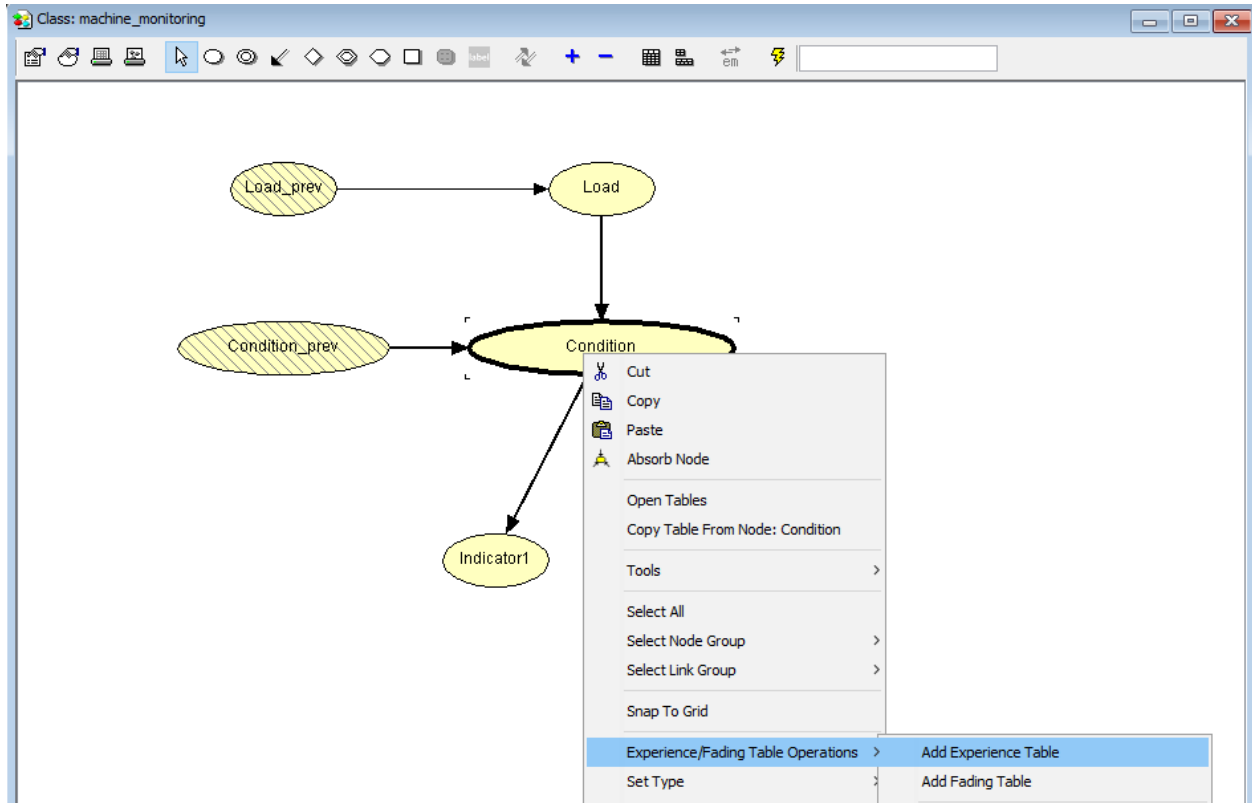 Class: machine_monitoring
label
em
Load_prev
Load
Condition_prev
Condition
Indicator1
Cut
Copy
Paste
Absorb Node
Open Tables
Copy Table From Node: Condition
Tools
Select All
Select Node Group
Select Link Group
Snap To Grid
Experience/Fading Table Operations
Add Experience Table
Set Type
Add Fading Table